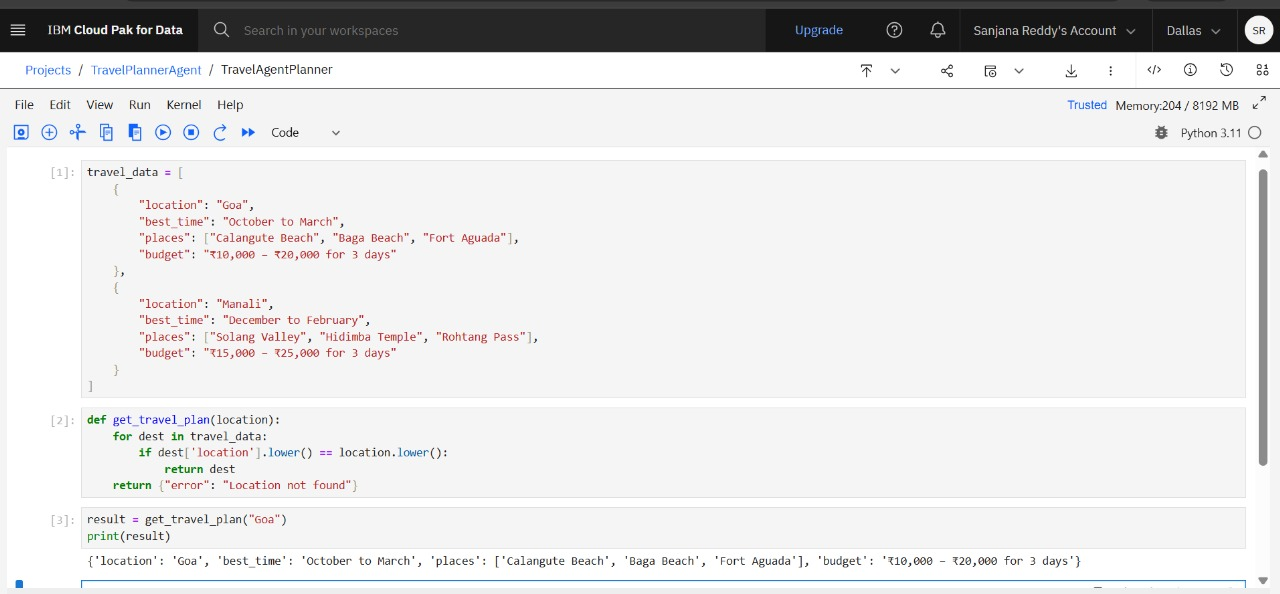 IBM Cloud Pak for Data
Search in your workspaces
Upgrade
Sanjana Reddy's Account
Dallas
SR
Projects / TravelPlannerAgent / TravelAgentPlanner
File Edit View Run Kernel Help
Trusted Memory:204 / 8192 MB
Code
Python 3.11
[1]:
travel_data = [
    {
        "location": "Goa",
        "best_time": "October to March",
        "places": ["Calangute Beach", "Baga Beach", "Fort Aguada"],
        "budget": "₹10,000 – ₹20,000 for 3 days"
    },
    {
        "location": "Manali",
        "best_time": "December to February",
        "places": ["Solang Valley", "Hidimba Temple", "Rohtang Pass"],
        "budget": "₹15,000 – ₹25,000 for 3 days"
    }
]
[2]:
def get_travel_plan(location):
    for dest in travel_data:
        if dest['location'].lower() == location.lower():
            return dest
    return {"error": "Location not found"}
[3]:
result = get_travel_plan("Goa")
print(result)
{'location': 'Goa', 'best_time': 'October to March', 'places': ['Calangute Beach', 'Baga Beach', 'Fort Aguada'], 'budget': '₹10,000 – ₹20,000 for 3 days'}